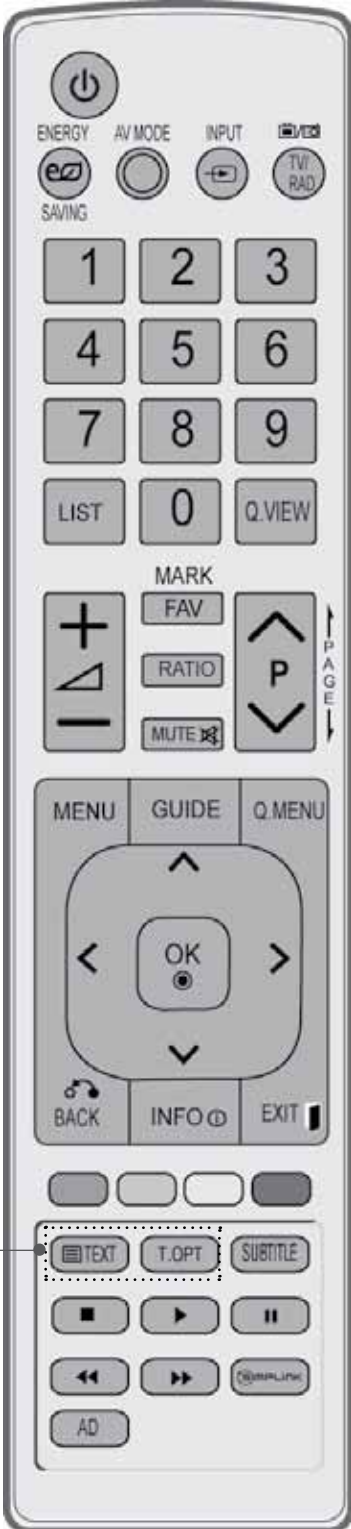 ENERGY AV MODE INPUT
TV/
RAD
SAVING
1 2 3
4 5 6
7 8 9
LIST 0 Q.VIEW
MARK
FAV
RATIO
P
PAGE
MUTE
MENU GUIDE Q.MENU
OK
BACK INFO EXIT
TEXT T.OPT SUBTITLE
SIMPLINK
AD